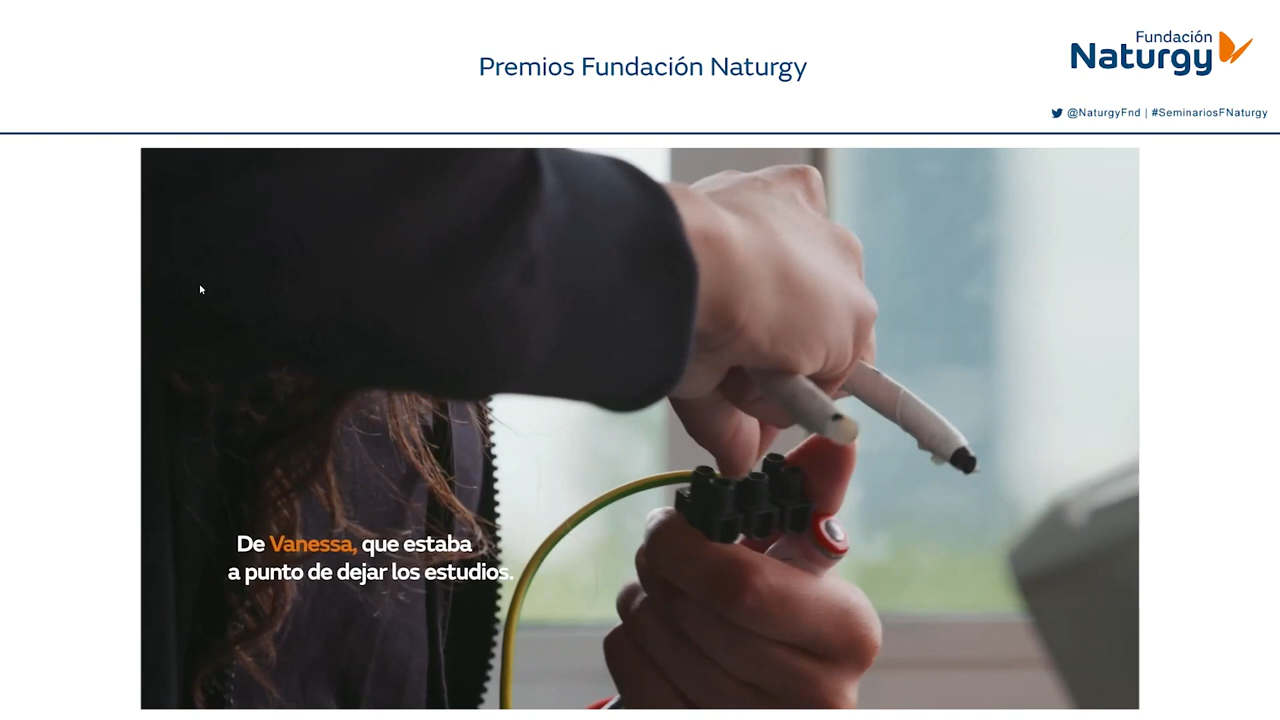 Premios Fundación Naturgy
Fundación
Naturgy
@NaturgyFnd | #SeminariosFNaturgy
De Vanessa, que estaba
a punto de dejar los estudios.